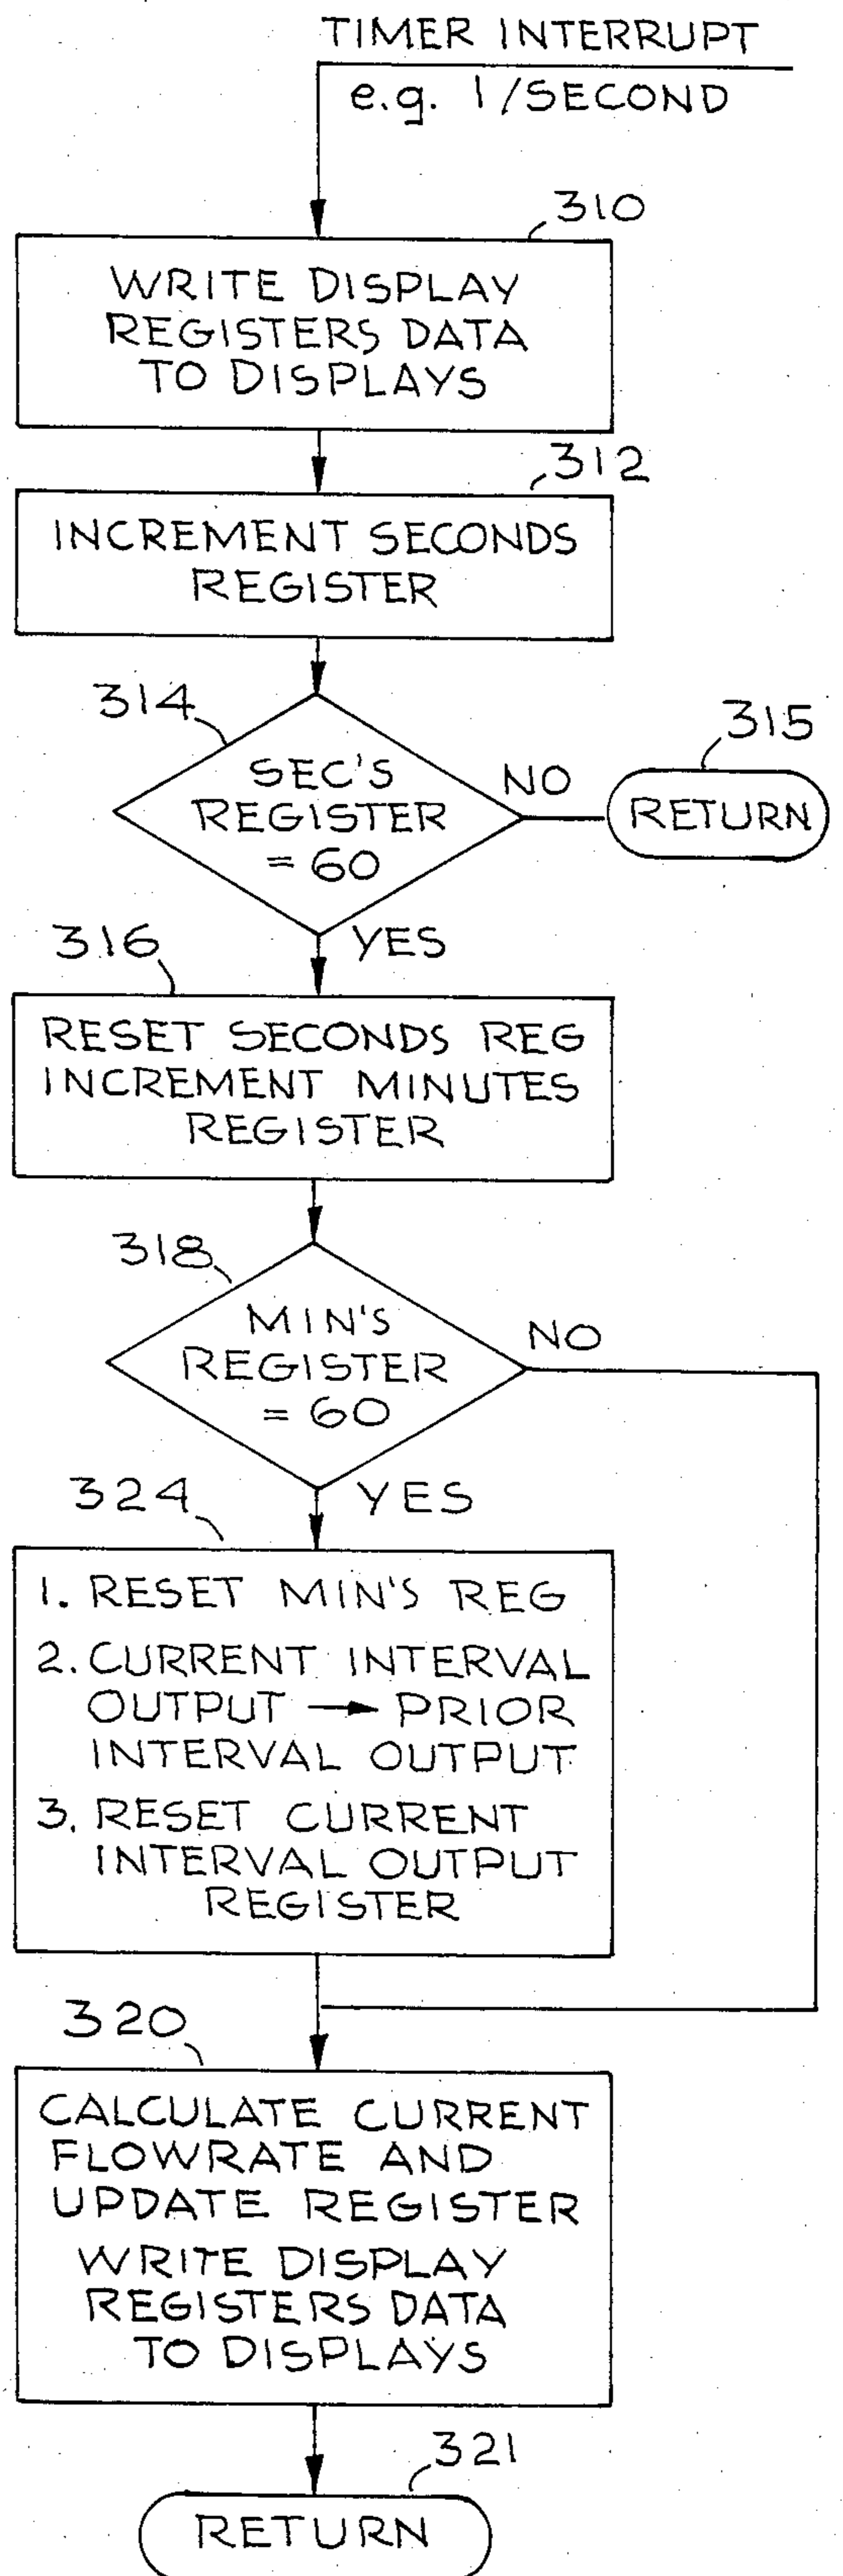 TIMER INTERRUPT
e.g. 1/SECOND
310
WRITE DISPLAY
REGISTERS DATA
TO DISPLAYS
312
INCREMENT SECONDS
REGISTER
314
SEC'S
REGISTER
= 60
NO
315
RETURN
YES
316
RESET SECONDS REG
INCREMENT MINUTES
REGISTER
318
MIN'S
REGISTER
= 60
NO
YES
324
1. RESET MIN'S REG
2. CURRENT INTERVAL
OUTPUT → PRIOR
INTERVAL OUTPUT
3. RESET CURRENT
INTERVAL OUTPUT
REGISTER
320
CALCULATE CURRENT
FLOWRATE AND
UPDATE REGISTER
WRITE DISPLAY
REGISTERS DATA
TO DISPLAYS
321
RETURN